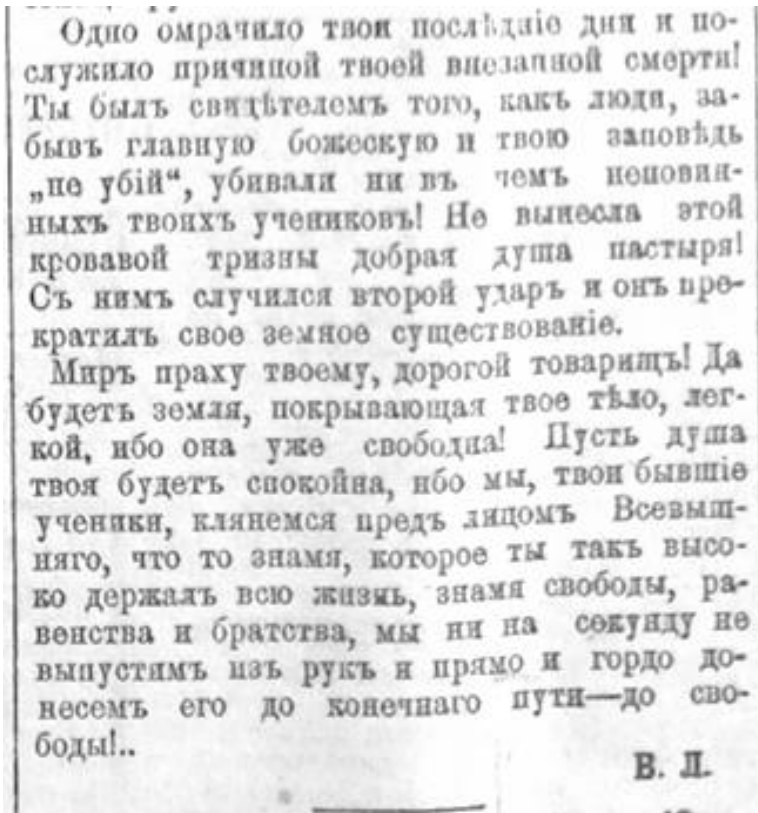 Одно омрачило твои послѣдніе дни и по-
служило причиной твоей внезапной смерти!
Ты былъ свидѣтелемъ того, какъ люди, за-
бывъ главную божескую и твою заповѣдь
„не убій“, убивали ни въ чемъ неповин-
ныхъ твоихъ учениковъ! Не вынесла этой
кровавой тризны добрая душа пастыря!
Съ нимъ случился второй ударъ и онъ пре-
кратилъ свое земное существованіе.
Миръ праху твоему, дорогой товарищъ! Да
будетъ земля, покрывающая твое тѣло, лег-
кой, ибо она уже свободна! Пусть душа
твоя будетъ спокойна, ибо мы, твои бывшіе
ученики, клянемся предъ лицомъ Всевыш-
няго, что то знамя, которое ты такъ высо-
ко держалъ всю жизнь, знамя свободы, ра-
венства и братства, мы ни на секунду не
выпустимъ изъ рукъ и прямо и гордо до-
несемъ его до конечнаго пути—до сво-
боды!..
В. Л.